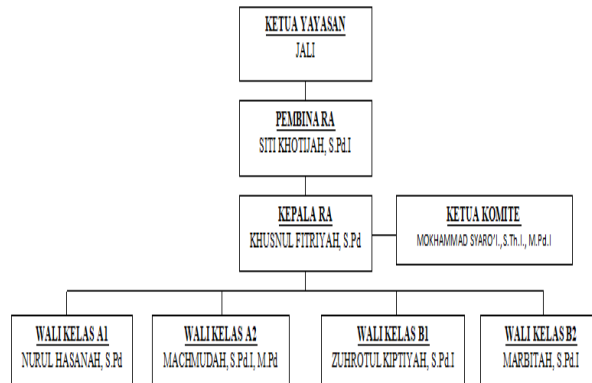 KETUA YAYASAN
JALI
PEMBINA RA
SITI KHOTIJAH, S.Pd.I
KEPALA RA
KHUSNUL FITRIYAH, S.Pd
KETUA KOMITE
MOKHAMMAD SYARO'I., S.Th.I., M.Pd.I
WALI KELAS A1
NURUL HASANAH, S.Pd
WALI KELAS A2
MACHMUDAH, S.Pd.I, M.Pd
WALI KELAS B1
ZUHROTUL KIPTIYAH, S.Pd.I
WALI KELAS B2
MARBITAH, S.Pd.I